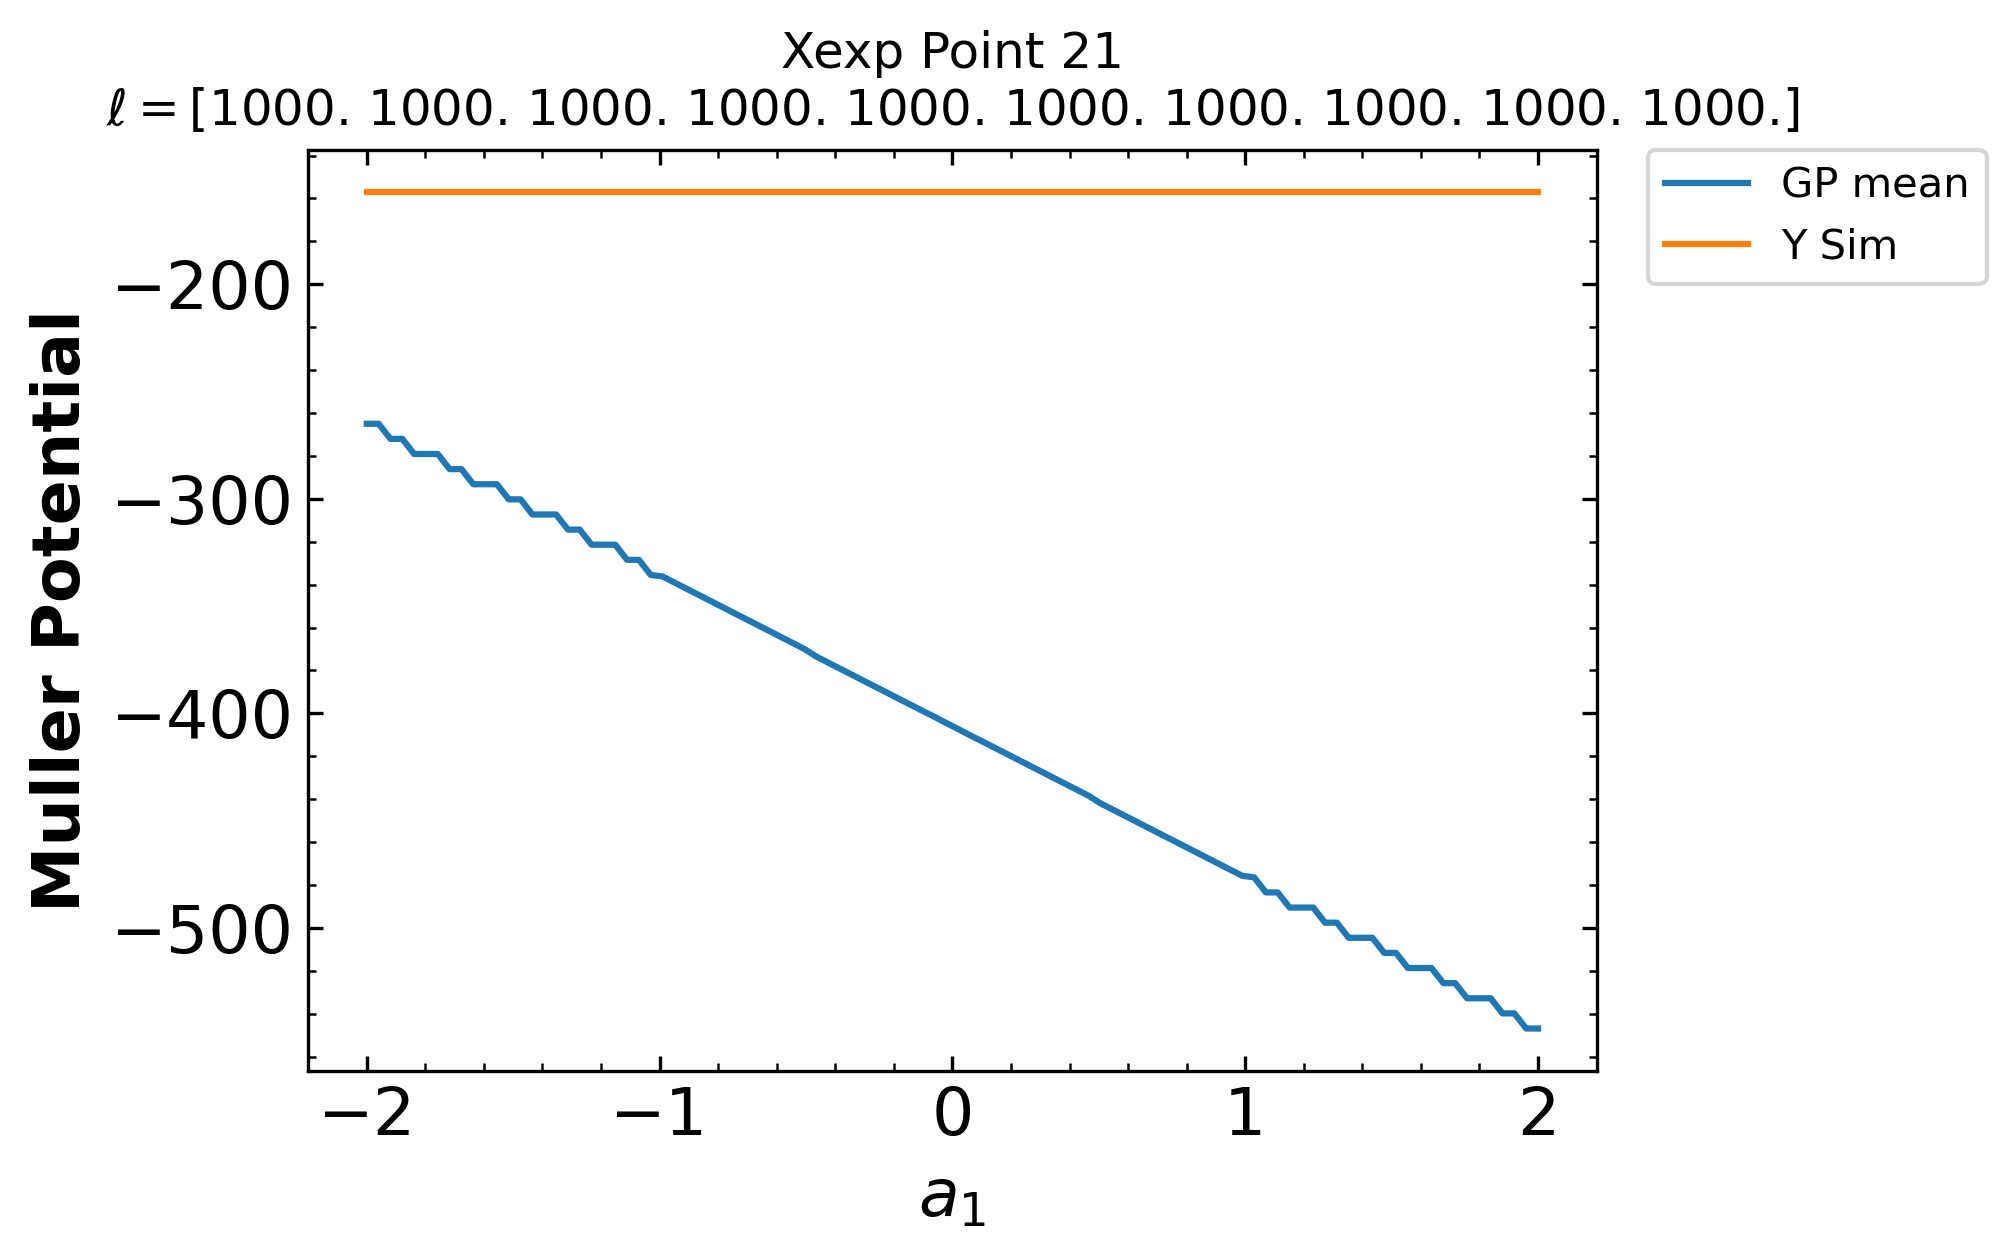 Xexp Point 21
ℓ = [1000. 1000. 1000. 1000. 1000. 1000. 1000. 1000. 1000. 1000.]
GP mean
Y Sim
Muller Potential
−200
−300
−400
−500
−2 −1 0 1 2
a₁